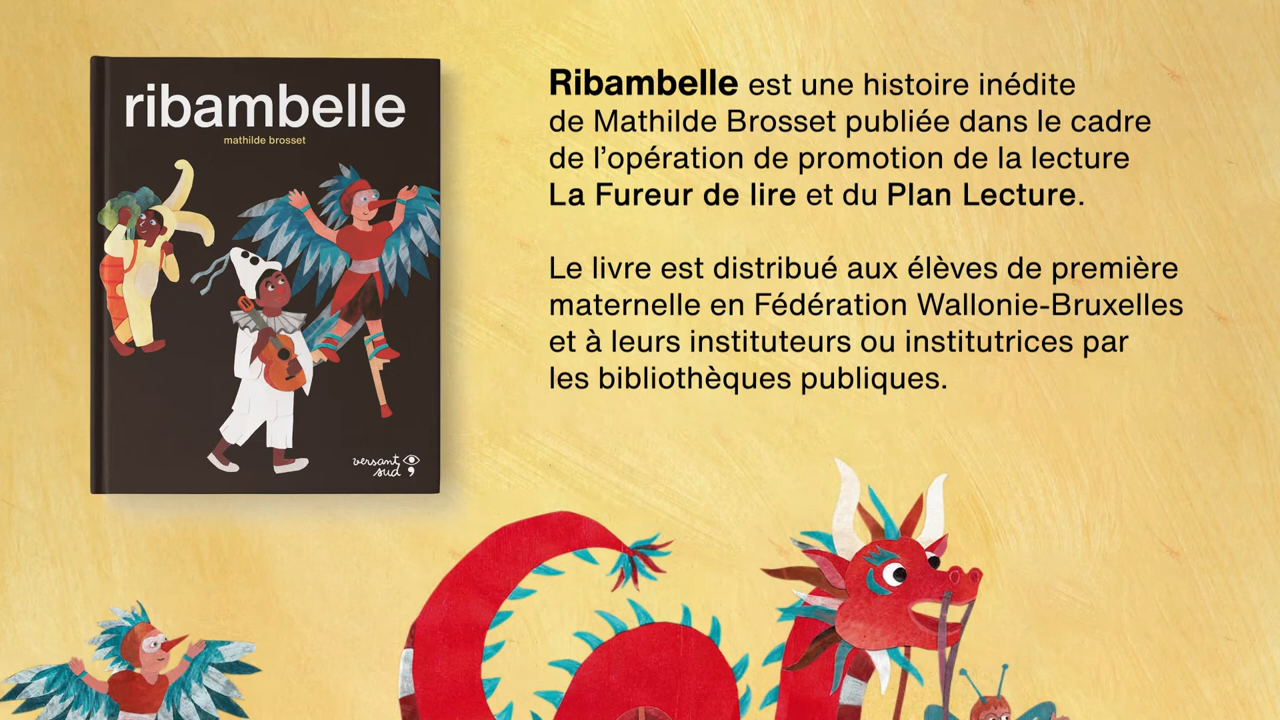 ribambelle
mathilde brosset
versant
sud
Ribambelle est une histoire inédite
de Mathilde Brosset publiée dans le cadre
de l’opération de promotion de la lecture
La Fureur de lire et du Plan Lecture.
Le livre est distribué aux élèves de première
maternelle en Fédération Wallonie-Bruxelles
et à leurs instituteurs ou institutrices par
les bibliothèques publiques.